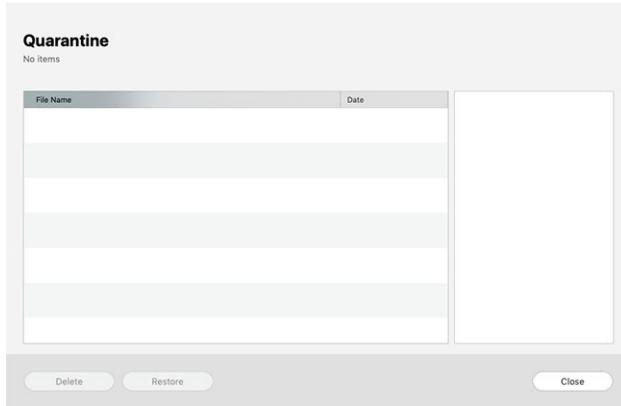 Quarantine
No items
File Name Date
Delete Restore Close